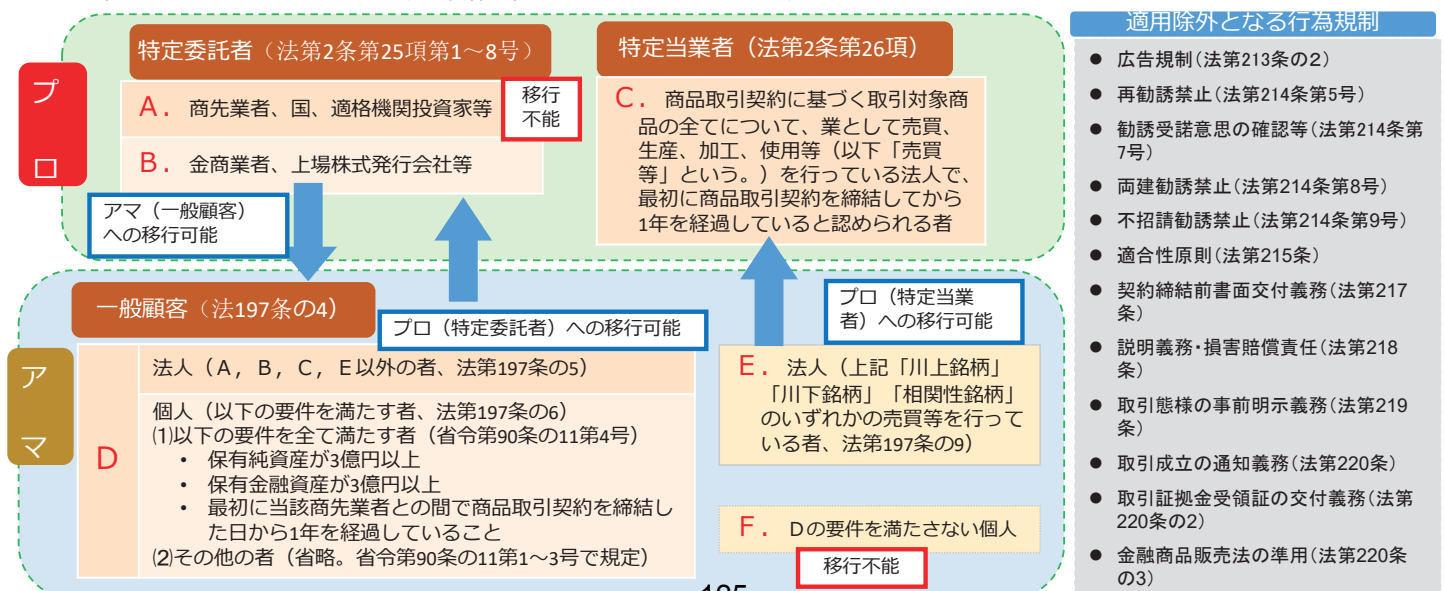 プロ
特定委託者（法第2条第25項第1～8号）
A． 商先業者、国、適格機関投資家等
移行
不能
B． 金商業者、上場株式発行会社等
アマ（一般顧客）
への移行可能
特定当業者（法第2条第26項）
C． 商品取引契約に基づく取引対象商
品の全てについて、業として売買、
生産、加工、使用等（以下「売買
等」という。）を行っている法人で、
最初に商品取引契約を締結してから
1年を経過していると認められる者
アマ
一般顧客（法197条の4）
プロ（特定委託者）への移行可能
プロ（特定当業
者）への移行可能
D
法人（A，B，C，E以外の者、法第197条の5）
個人（以下の要件を満たす者、法第197条の6）
⑴以下の要件を全て満たす者（省令第90条の11第4号）
• 保有純資産が3億円以上
• 保有金融資産が3億円以上
• 最初に当該商先業者との間で商品取引契約を締結し
た日から1年を経過していること
⑵その他の者（省略。省令第90条の11第1～3号で規定）
E． 法人（上記「川上銘柄」
「川下銘柄」「相関性銘柄」
のいずれかの売買等を行って
いる者、法第197条の9）
F． Dの要件を満たさない個人
移行不能
適用除外となる行為規制
● 広告規制（法第213条の2）
● 再勧誘禁止（法第214条第5号）
● 勧誘受諾意思の確認等（法第214条第
7号）
● 両建勧誘禁止（法第214条第8号）
● 不招請勧誘禁止（法第214条第9号）
● 適合性原則（法第215条）
● 契約締結前書面交付義務（法第217
条）
● 説明義務・損害賠償責任（法第218
条）
● 取引態様の事前明示義務（法第219
条）
● 取引成立の通知義務（法第220条）
● 取引証拠金受領証の交付義務（法第
220条の2）
● 金融商品販売法の準用（法第220条
の3）